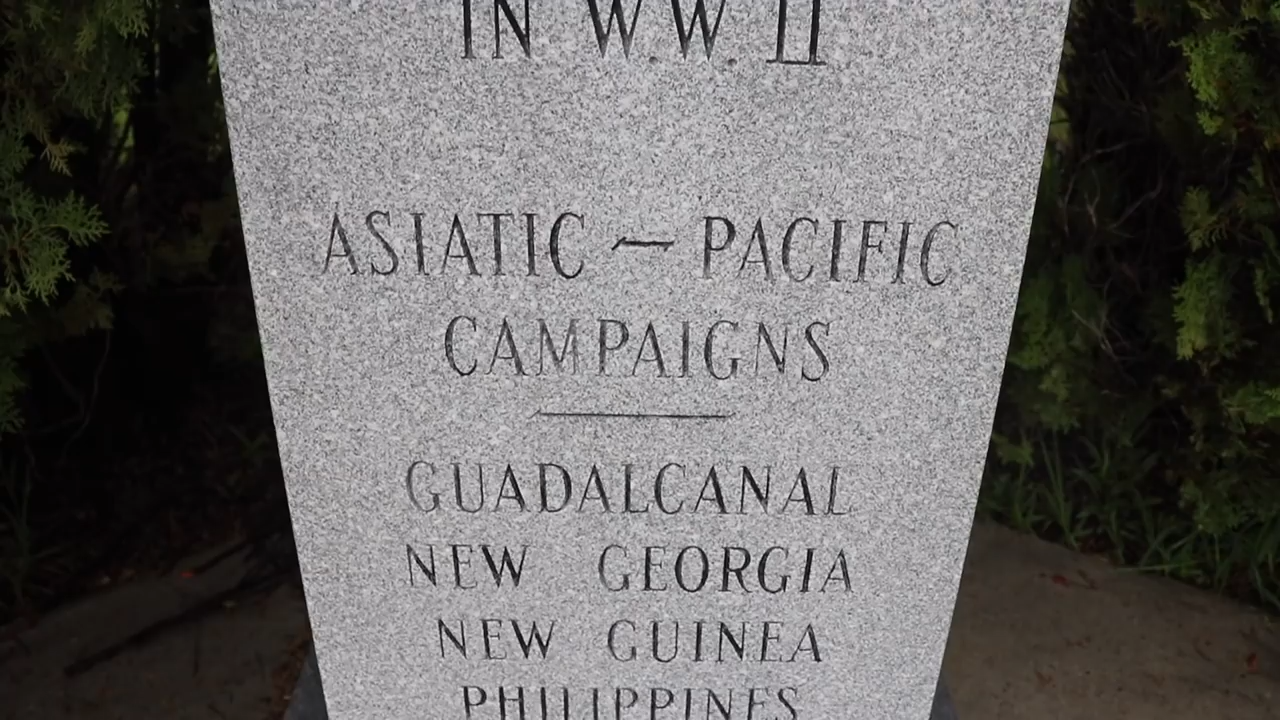 IN W.W. II
ASIATIC - PACIFIC
CAMPAIGNS
GUADALCANAL
NEW GEORGIA
NEW GUINEA
PHILIPPINES